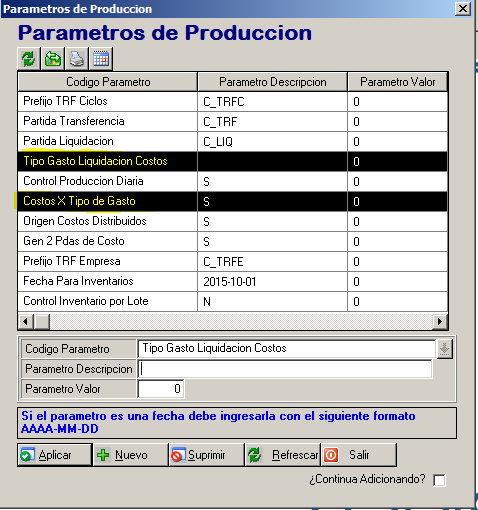 Parametros de Produccion
Parametros de Produccion
Codigo Parametro Parametro Descripcion Parametro Valor
Prefijo TRF Ciclos C_TRFC 0
Partida Transferencia C_TRF 0
Partida Liquidacion C_LIQ 0
Tipo Gasto Liquidacion Costos 0
Control Produccion Diaria S 0
Costos X Tipo de Gasto S 0
Origen Costos Distribuidos S 0
Gen 2 Pdas de Costo S 0
Prefijo TRF Empresa C_TRFE 0
Fecha Para Inventarios 2015-10-01 0
Control Inventario por Lote N 0
Codigo Parametro Tipo Gasto Liquidacion Costos
Parametro Descripcion
Parametro Valor 0
Si el parametro es una fecha debe ingresarla con el siguiente formato
AAAA-MM-DD
Aplicar Nuevo Suprimir Refrescar Salir
¿Continua Adicionando?